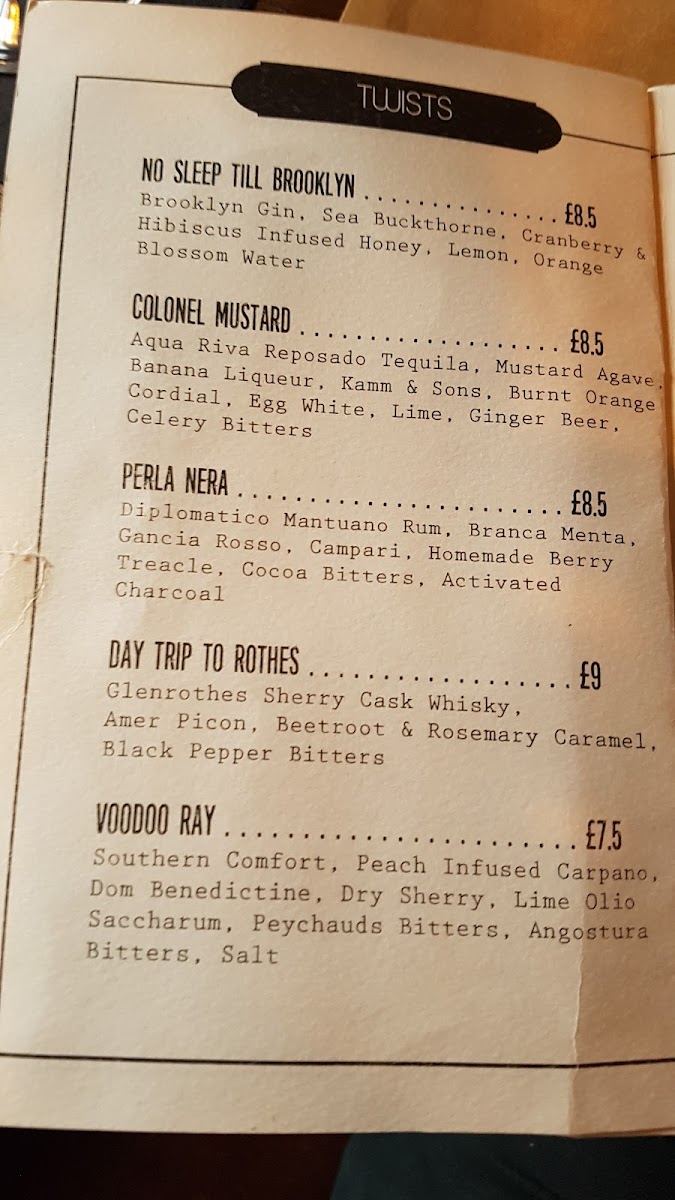 TWISTS
NO SLEEP TILL BROOKLYN ............... £8.5
Brooklyn Gin, Sea Buckthorne, Cranberry &
Hibiscus Infused Honey, Lemon, Orange
Blossom Water
COLONEL MUSTARD ................... £8.5
Aqua Riva Reposado Tequila, Mustard Agave,
Banana Liqueur, Kamm & Sons, Burnt Orange
Cordial, Egg White, Lime, Ginger Beer,
Celery Bitters
PERLA NERA ....................... £8.5
Diplomatico Mantuano Rum, Branca Menta,
Gancia Rosso, Campari, Homemade Berry
Treacle, Cocoa Bitters, Activated
Charcoal
DAY TRIP TO ROTHES ................... £9
Glenrothes Sherry Cask Whisky,
Amer Picon, Beetroot & Rosemary Caramel,
Black Pepper Bitters
VOODOO RAY ....................... £7.5
Southern Comfort, Peach Infused Carpano,
Dom Benedictine, Dry Sherry, Lime Olio
Saccharum, Peychauds Bitters, Angostura
Bitters, Salt